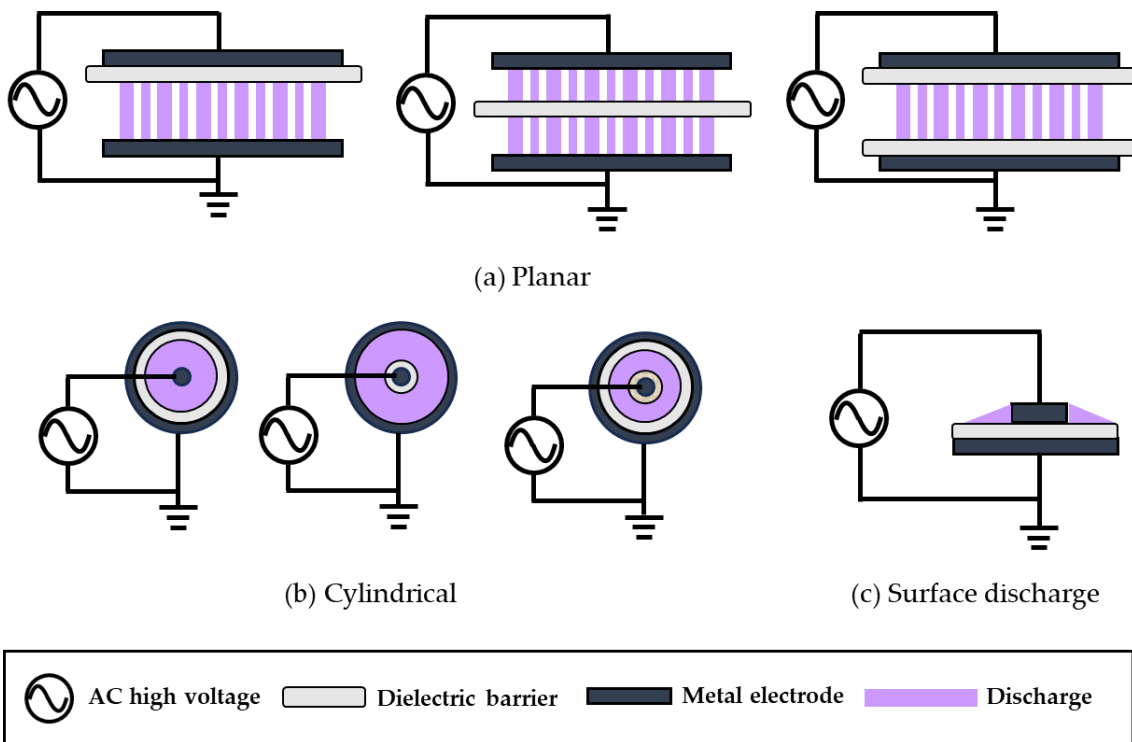 (a) Planar
(b) Cylindrical
(c) Surface discharge
AC high voltage
Dielectric barrier
Metal electrode
Discharge